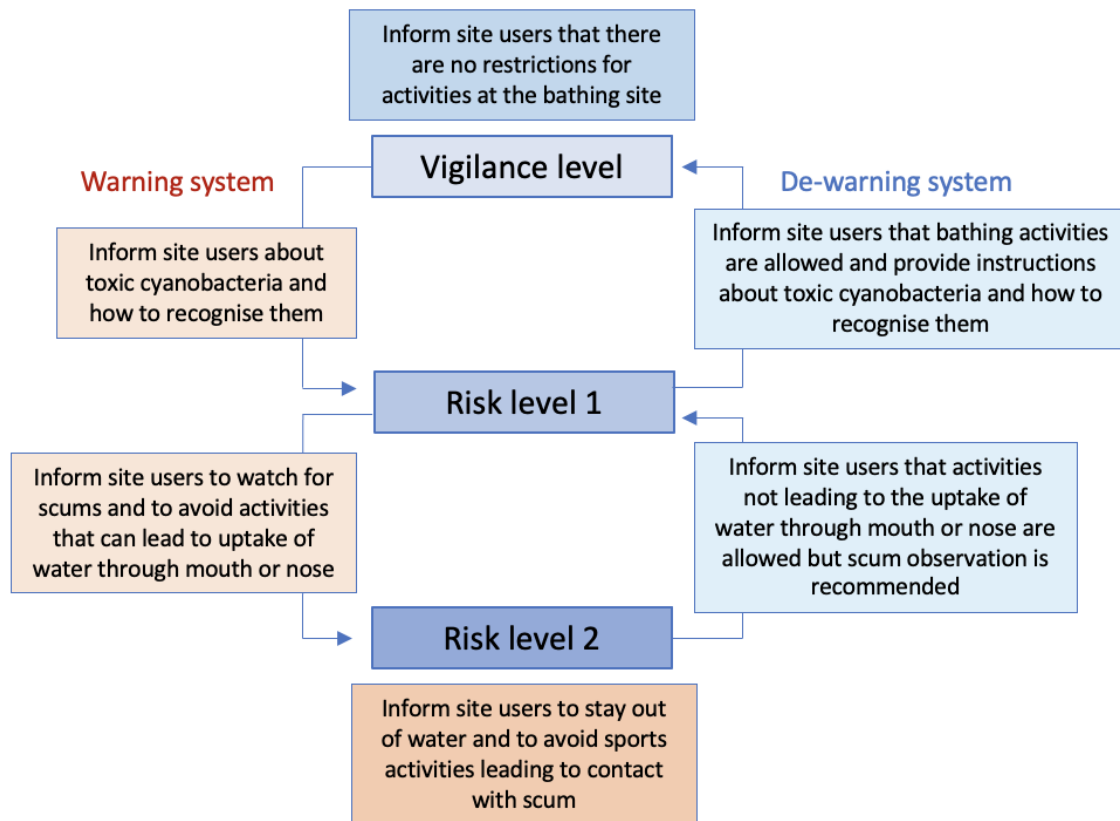 Inform site users that there
are no restrictions for
activities at the bathing site
Vigilance level
Warning system
De-warning system
Inform site users about
toxic cyanobacteria and
how to recognise them
Inform site users that bathing activities
are allowed and provide instructions
about toxic cyanobacteria and how to
recognise them
Risk level 1
Inform site users to watch for
scums and to avoid activities
that can lead to uptake of
water through mouth or nose
Inform site users that activities
not leading to the uptake of
water through mouth or nose are
allowed but scum observation is
recommended
Risk level 2
Inform site users to stay out
of water and to avoid sports
activities leading to contact
with scum